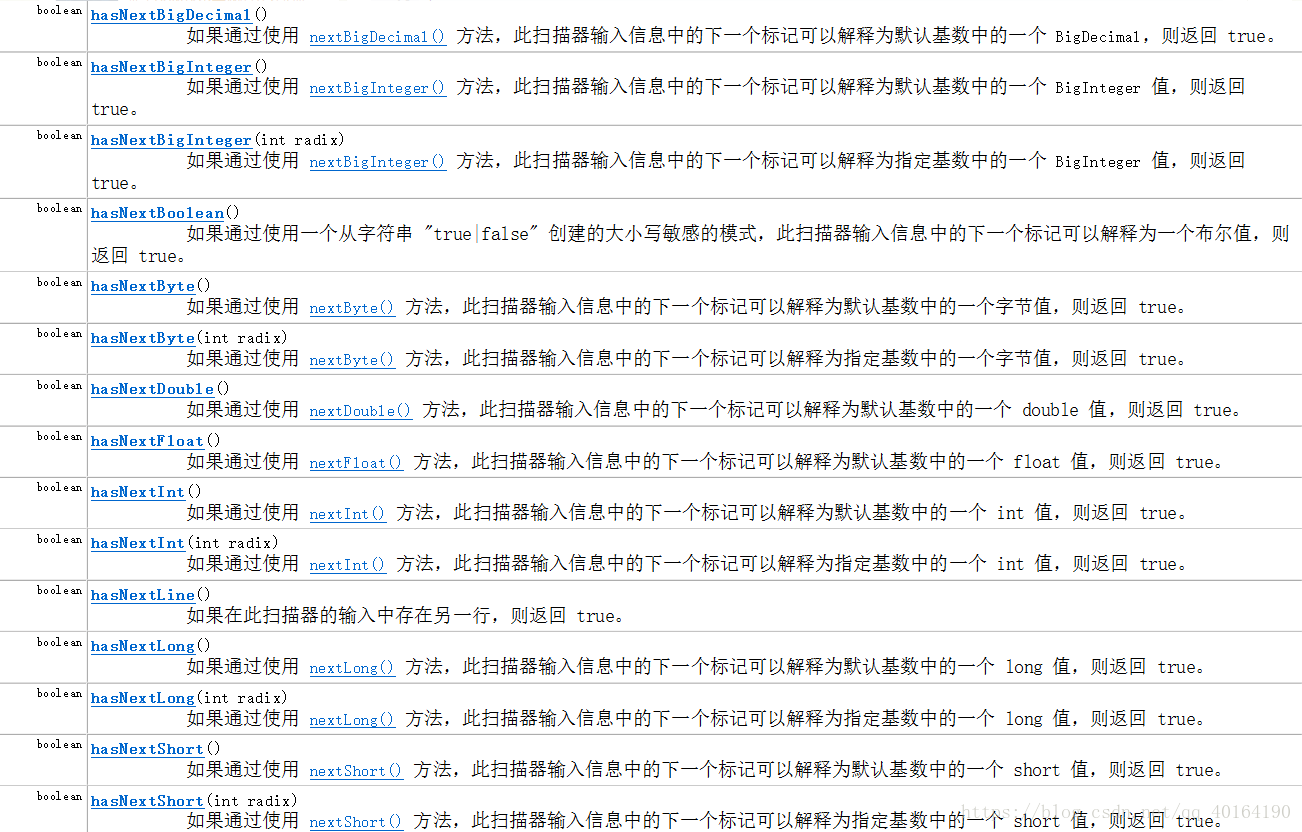 boolean hasNextBigDecimal()
如果通过使用 nextBigDecimal() 方法，此扫描器输入信息中的下一个标记可以解释为默认基数中的一个 BigDecimal，则返回 true。
boolean hasNextBigInteger()
如果通过使用 nextBigInteger() 方法，此扫描器输入信息中的下一个标记可以解释为默认基数中的一个 BigInteger 值，则返回
true。
boolean hasNextBigInteger(int radix)
如果通过使用 nextBigInteger() 方法，此扫描器输入信息中的下一个标记可以解释为指定基数中的一个 BigInteger 值，则返回
true。
boolean hasNextBoolean()
如果通过使用一个从字符串 "true|false" 创建的大小写敏感的模式，此扫描器输入信息中的下一个标记可以解释为一个布尔值，则
返回 true。
boolean hasNextByte()
如果通过使用 nextByte() 方法，此扫描器输入信息中的下一个标记可以解释为默认基数中的一个字节值，则返回 true。
boolean hasNextByte(int radix)
如果通过使用 nextByte() 方法，此扫描器输入信息中的下一个标记可以解释为指定基数中的一个字节值，则返回 true。
boolean hasNextDouble()
如果通过使用 nextDouble() 方法，此扫描器输入信息中的下一个标记可以解释为默认基数中的一个 double 值，则返回 true。
boolean hasNextFloat()
如果通过使用 nextFloat() 方法，此扫描器输入信息中的下一个标记可以解释为默认基数中的一个 float 值，则返回 true。
boolean hasNextInt()
如果通过使用 nextInt() 方法，此扫描器输入信息中的下一个标记可以解释为默认基数中的一个 int 值，则返回 true。
boolean hasNextInt(int radix)
如果通过使用 nextInt() 方法，此扫描器输入信息中的下一个标记可以解释为指定基数中的一个 int 值，则返回 true。
boolean hasNextLine()
如果在此扫描器的输入中存在另一行，则返回 true。
boolean hasNextLong()
如果通过使用 nextLong() 方法，此扫描器输入信息中的下一个标记可以解释为默认基数中的一个 long 值，则返回 true。
boolean hasNextLong(int radix)
如果通过使用 nextLong() 方法，此扫描器输入信息中的下一个标记可以解释为指定基数中的一个 long 值，则返回 true。
boolean hasNextShort()
如果通过使用 nextShort() 方法，此扫描器输入信息中的下一个标记可以解释为默认基数中的一个 short 值，则返回 true。
boolean hasNextShort(int radix)
https://blog.csdn.net/qq_40164190
如果通过使用 nextShort() 方法，此扫描器输入信息中的下一个标记可以解释为指定基数中的一个 short 值，则返回 true。